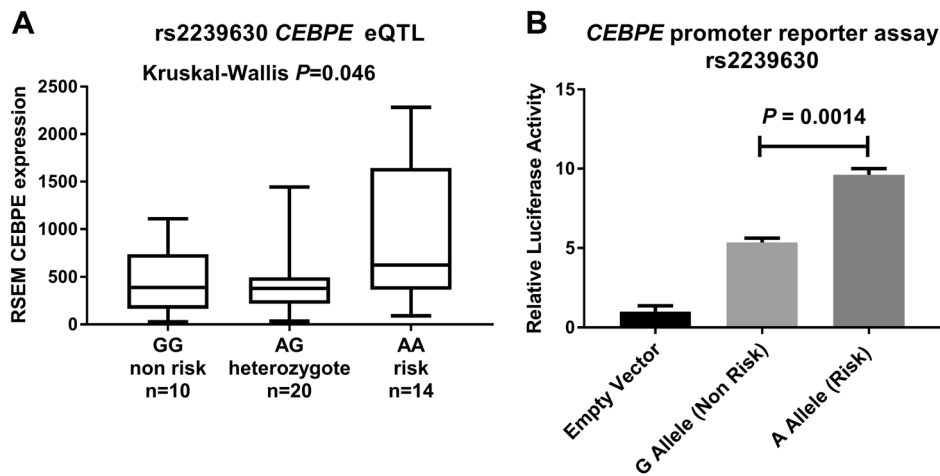 A
rs2239630 CEBPE eQTL
Kruskal-Wallis P=0.046
RSEM CEBPE expression
2500
2000
1500
1000
500
0
GG
non risk
n=10
AG
heterozygote
n=20
AA
risk
n=14
B
CEBPE promoter reporter assay
rs2239630
P = 0.0014
Relative Luciferase Activity
15
10
5
0
Empty Vector
G Allele (Non Risk)
A Allele (Risk)